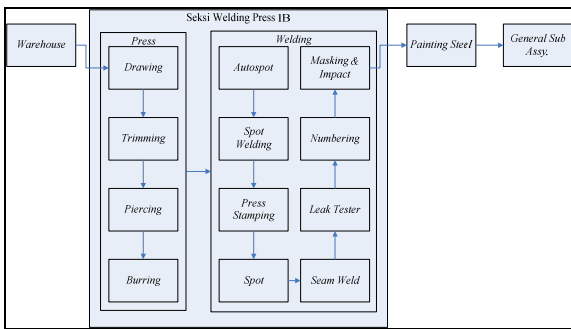 Seksi Welding Press IB
Press
Welding
Warehouse
Drawing
Trimming
Piercing
Burring
Autospot
Spot
Welding
Press
Stamping
Spot
Seam Weld
Leak Tester
Numbering
Masking &
Impact
Painting Steel
General Sub
Assy.